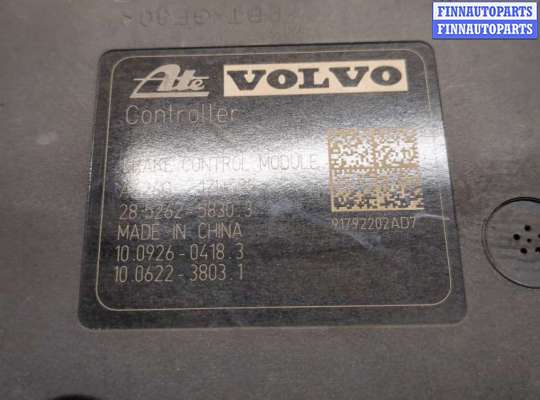 FINNAUTOPARTS
FINNAUTOPARTS
Ate VOLVO
Controller
BRAKE CONTROL MODULE
28.5262-5830.3
MADE IN CHINA
10.0926-0418.3
10.0622-3803.1
91792202AD7